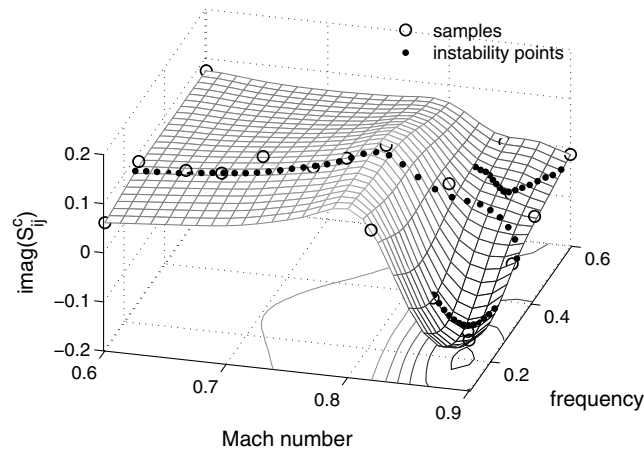 samples
instability points
0.2
0.1
0
−0.1
−0.2
imag(S^c_ij)
0.6
0.7
0.8
0.9
Mach number
0.2
0.4
0.6
frequency